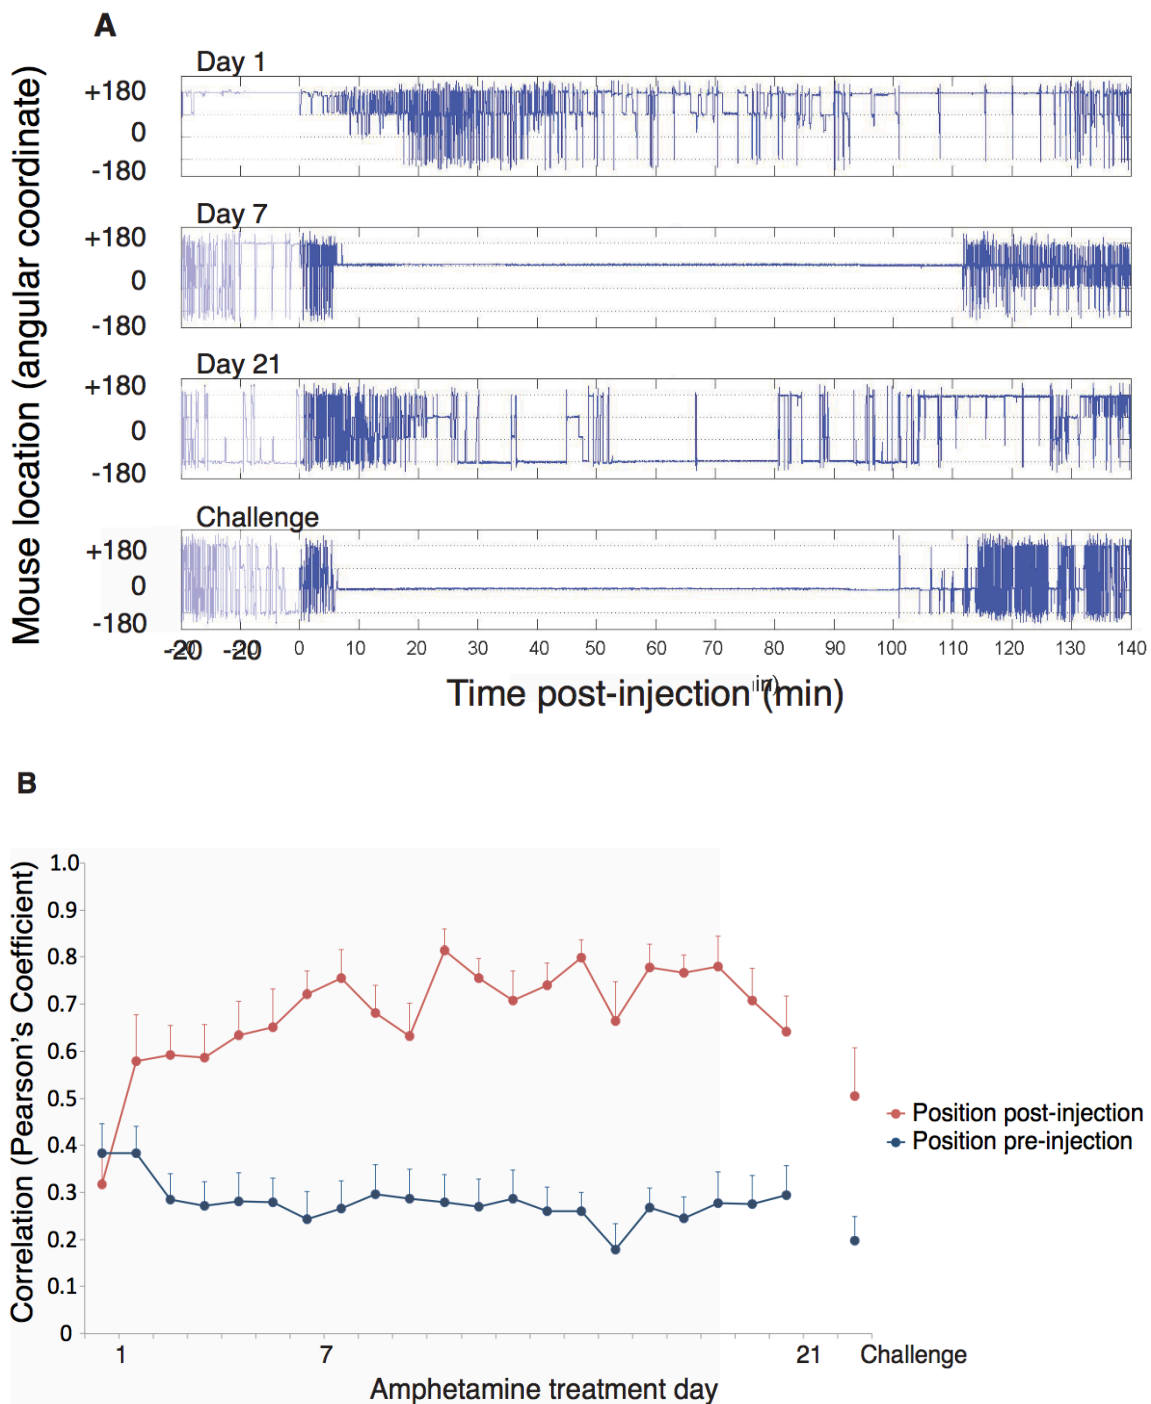 A
Mouse location (angular coordinate)
Day 1
+180
0
-180
Day 7
+180
0
-180
Day 21
+180
0
-180
Challenge
+180
0
-180
-20 -20 0 10 20 30 40 50 60 70 80 90 100 110 120 130 140
Time post-injection (min)
B
Correlation (Pearson's Coefficient)
1.0
0.9
0.8
0.7
0.6
0.5
0.4
0.3
0.2
0.1
0
Position post-injection
Position pre-injection
1 7 21 Challenge
Amphetamine treatment day